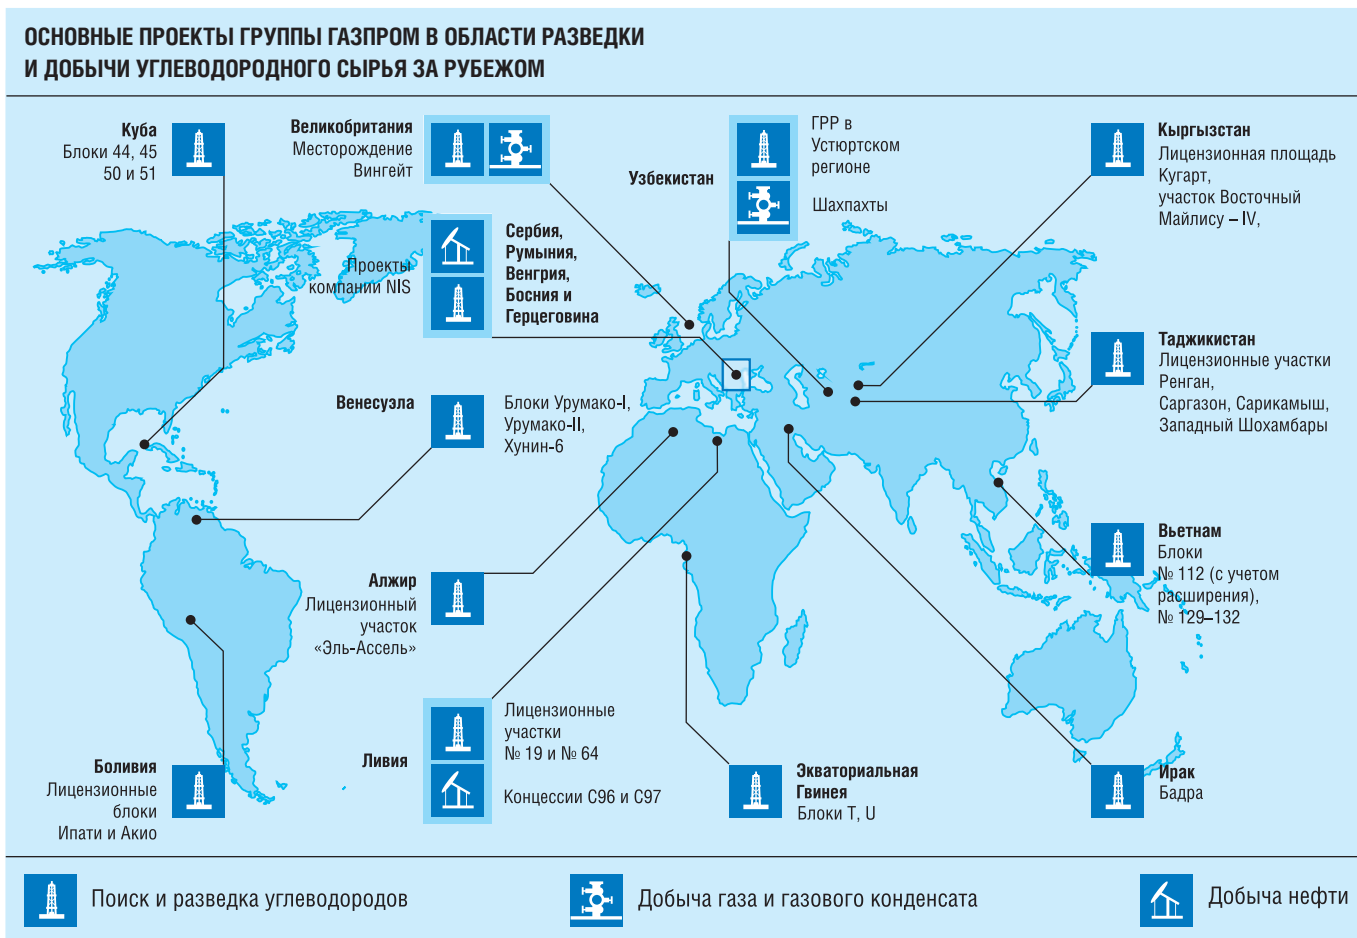 ОСНОВНЫЕ ПРОЕКТЫ ГРУППЫ ГАЗПРОМ В ОБЛАСТИ РАЗВЕДКИ
И ДОБЫЧИ УГЛЕВОДОРОДНОГО СЫРЬЯ ЗА РУБЕЖОМ
Куба
Блоки 44, 45
50 и 51
Великобритания
Месторождение
Вингейт
Узбекистан
ГРР в
Устюртском
регионе
Шахпахты
Кыргызстан
Лицензионная площадь
Кугарт,
участок Восточный
Майлису – IV,
Проекты
компании NIS
Сербия,
Румыния,
Венгрия,
Босния и
Герцеговина
Таджикистан
Лицензионные участки
Ренган,
Саргазон, Сарикамыш,
Западный Шохамбары
Венесуэла
Блоки Урумако-I,
Урумако-II,
Хунин-6
Вьетнам
Блоки
№ 112 (с учетом
расширения),
№ 129–132
Алжир
Лицензионный
участок
«Эль-Ассель»
Ливия
Лицензионные
участки
№ 19 и № 64
Концессии С96 и С97
Боливия
Лицензионные
блоки
Ипати и Акио
Экваториальная
Гвинея
Блоки T, U
Ирак
Бадра
Поиск и разведка углеводородов
Добыча газа и газового конденсата
Добыча нефти